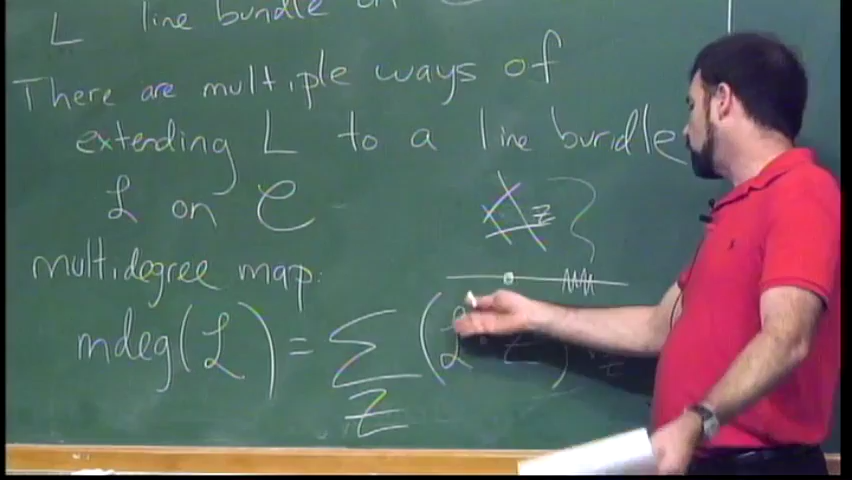 L line bundle on
There are multiple ways of
extending L to a line bundle
ℒ on 𝒞
Z
multidegree map:
mdeg(ℒ) = Σ (ℒ · Z)
Z